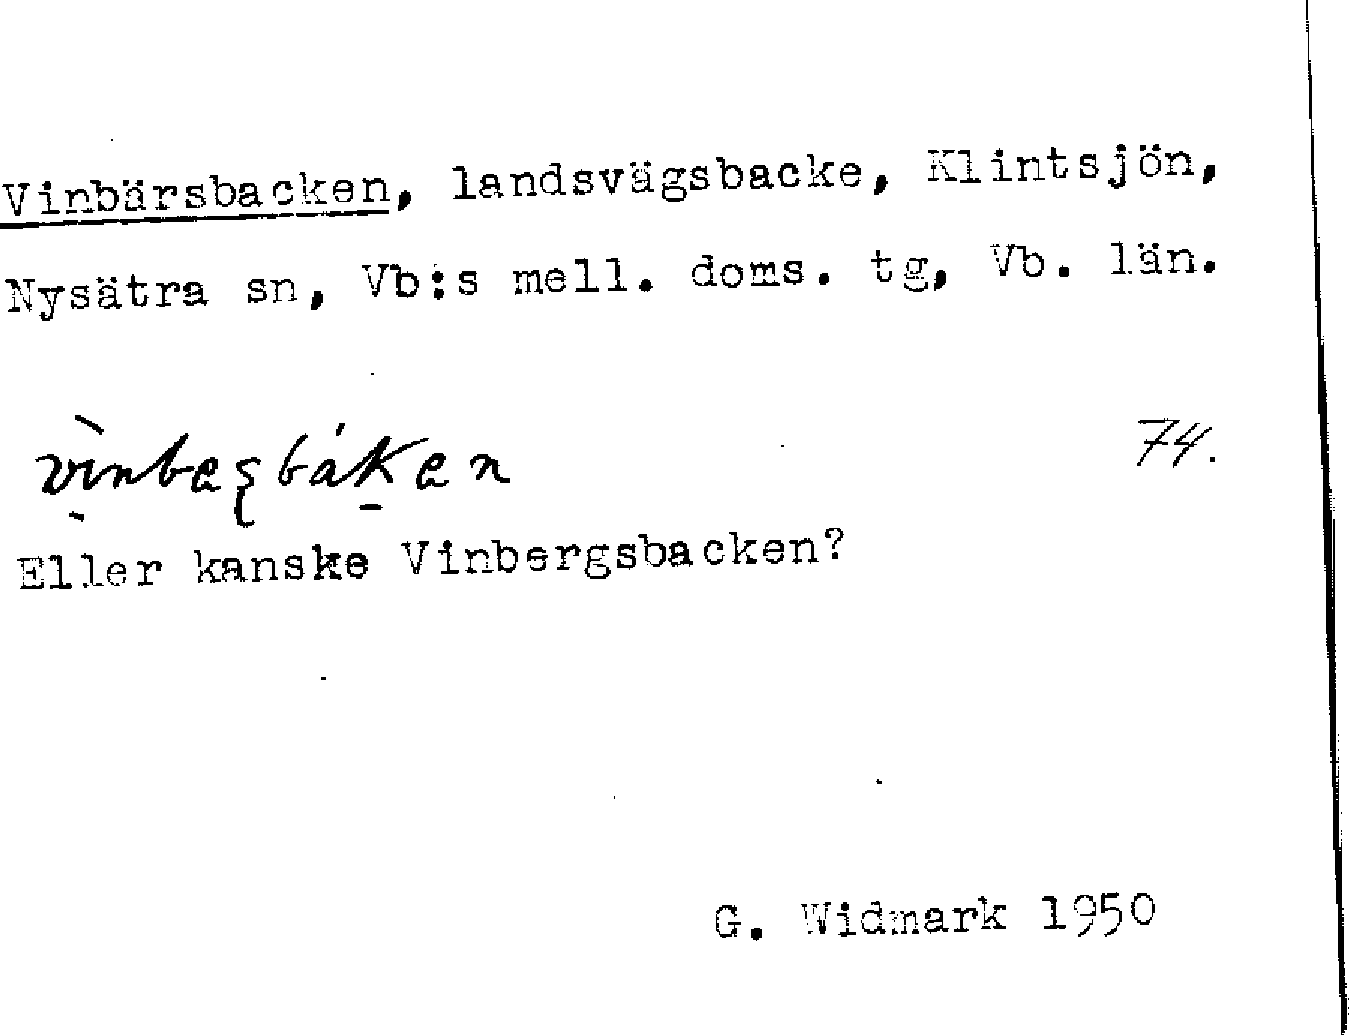 Vinbärsbacken, landsvägsbacke, Klintsjön,
Nysätra sn, Vb:s mell. doms. tg, Vb. län.
74.
Eller kanske Vinbergsbacken?
G. Widmark 1950